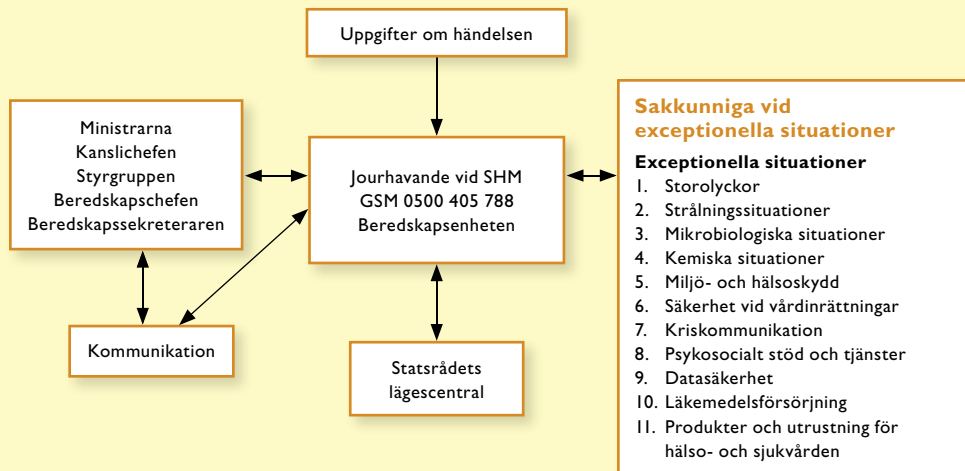 Uppgifter om händelsen
Ministrarna
Kanslichefen
Styrgruppen
Beredskapschefen
Beredskapssekreteraren
Jourhavande vid SHM
GSM 0500 405 788
Beredskapsenheten
Kommunikation
Statsrådets
lägescentral
Sakkunniga vid
exceptionella situationer
Exceptionella situationer
1. Storolyckor
2. Strålningssituationer
3. Mikrobiologiska situationer
4. Kemiska situationer
5. Miljö- och hälsoskydd
6. Säkerhet vid vårdinrättningar
7. Kriskommunikation
8. Psykosocialt stöd och tjänster
9. Datasäkerhet
10. Läkemedelsförsörjning
11. Produkter och utrustning för
hälso- och sjukvården